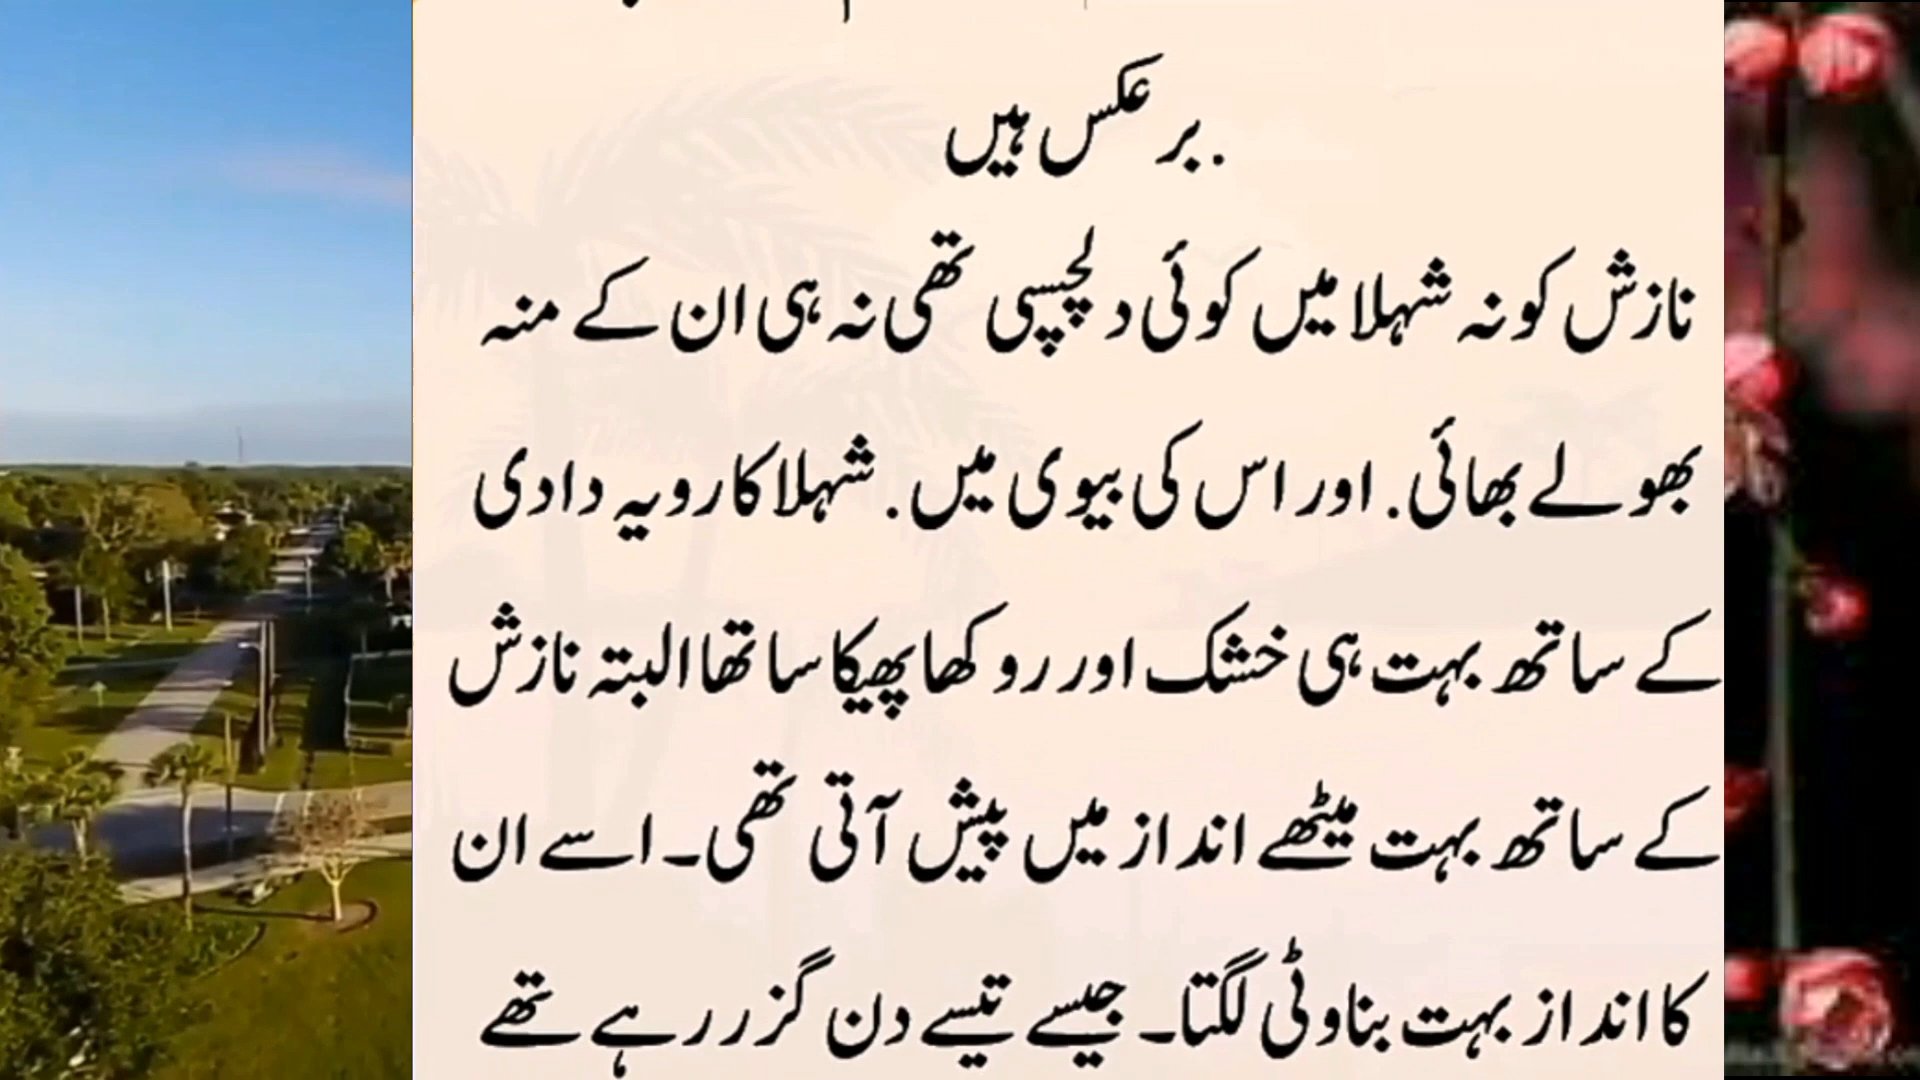 . برعکس ہیں
نازش کو نہ شہلا میں کوئی دلچسپی تھی نہ ہی ان کے منہ
بھولے بھائی. اور اس کی بیوی میں. شہلا کا رویہ دادی
کے ساتھ بہت ہی خشک اور روکھا پھیکا سا تھا البتہ نازش
کے ساتھ بہت میٹھے انداز میں پیش آتی تھی۔ اسے ان
کا انداز بہت بناوٹی لگتا۔ جیسے تیسے دن گزر رہے تھے